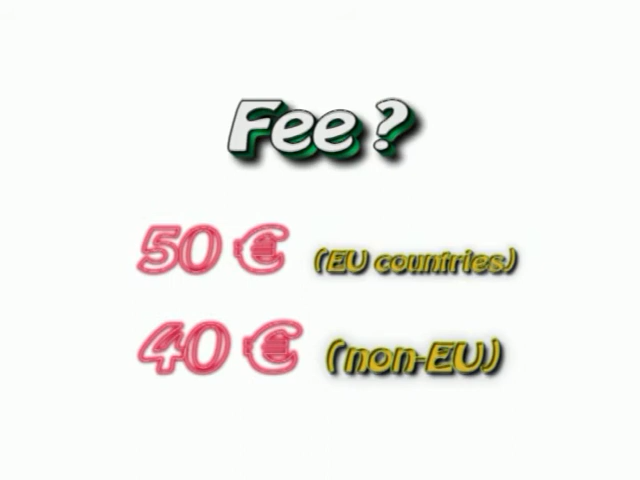 Fee ?
50 € (EU countries)
40 € (non-EU)